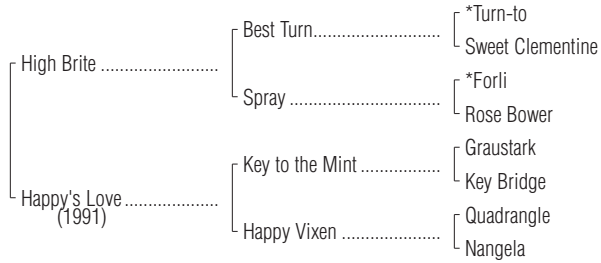 *Turn-to
Best Turn..............................
Sweet Clementine
High Brite ............................
*Forli
Spray ....................................
Rose Bower
Graustark
Key to the Mint ....................
Key Bridge
Happy's Love.......................
(1991)
Quadrangle
Happy Vixen ........................
Nangela